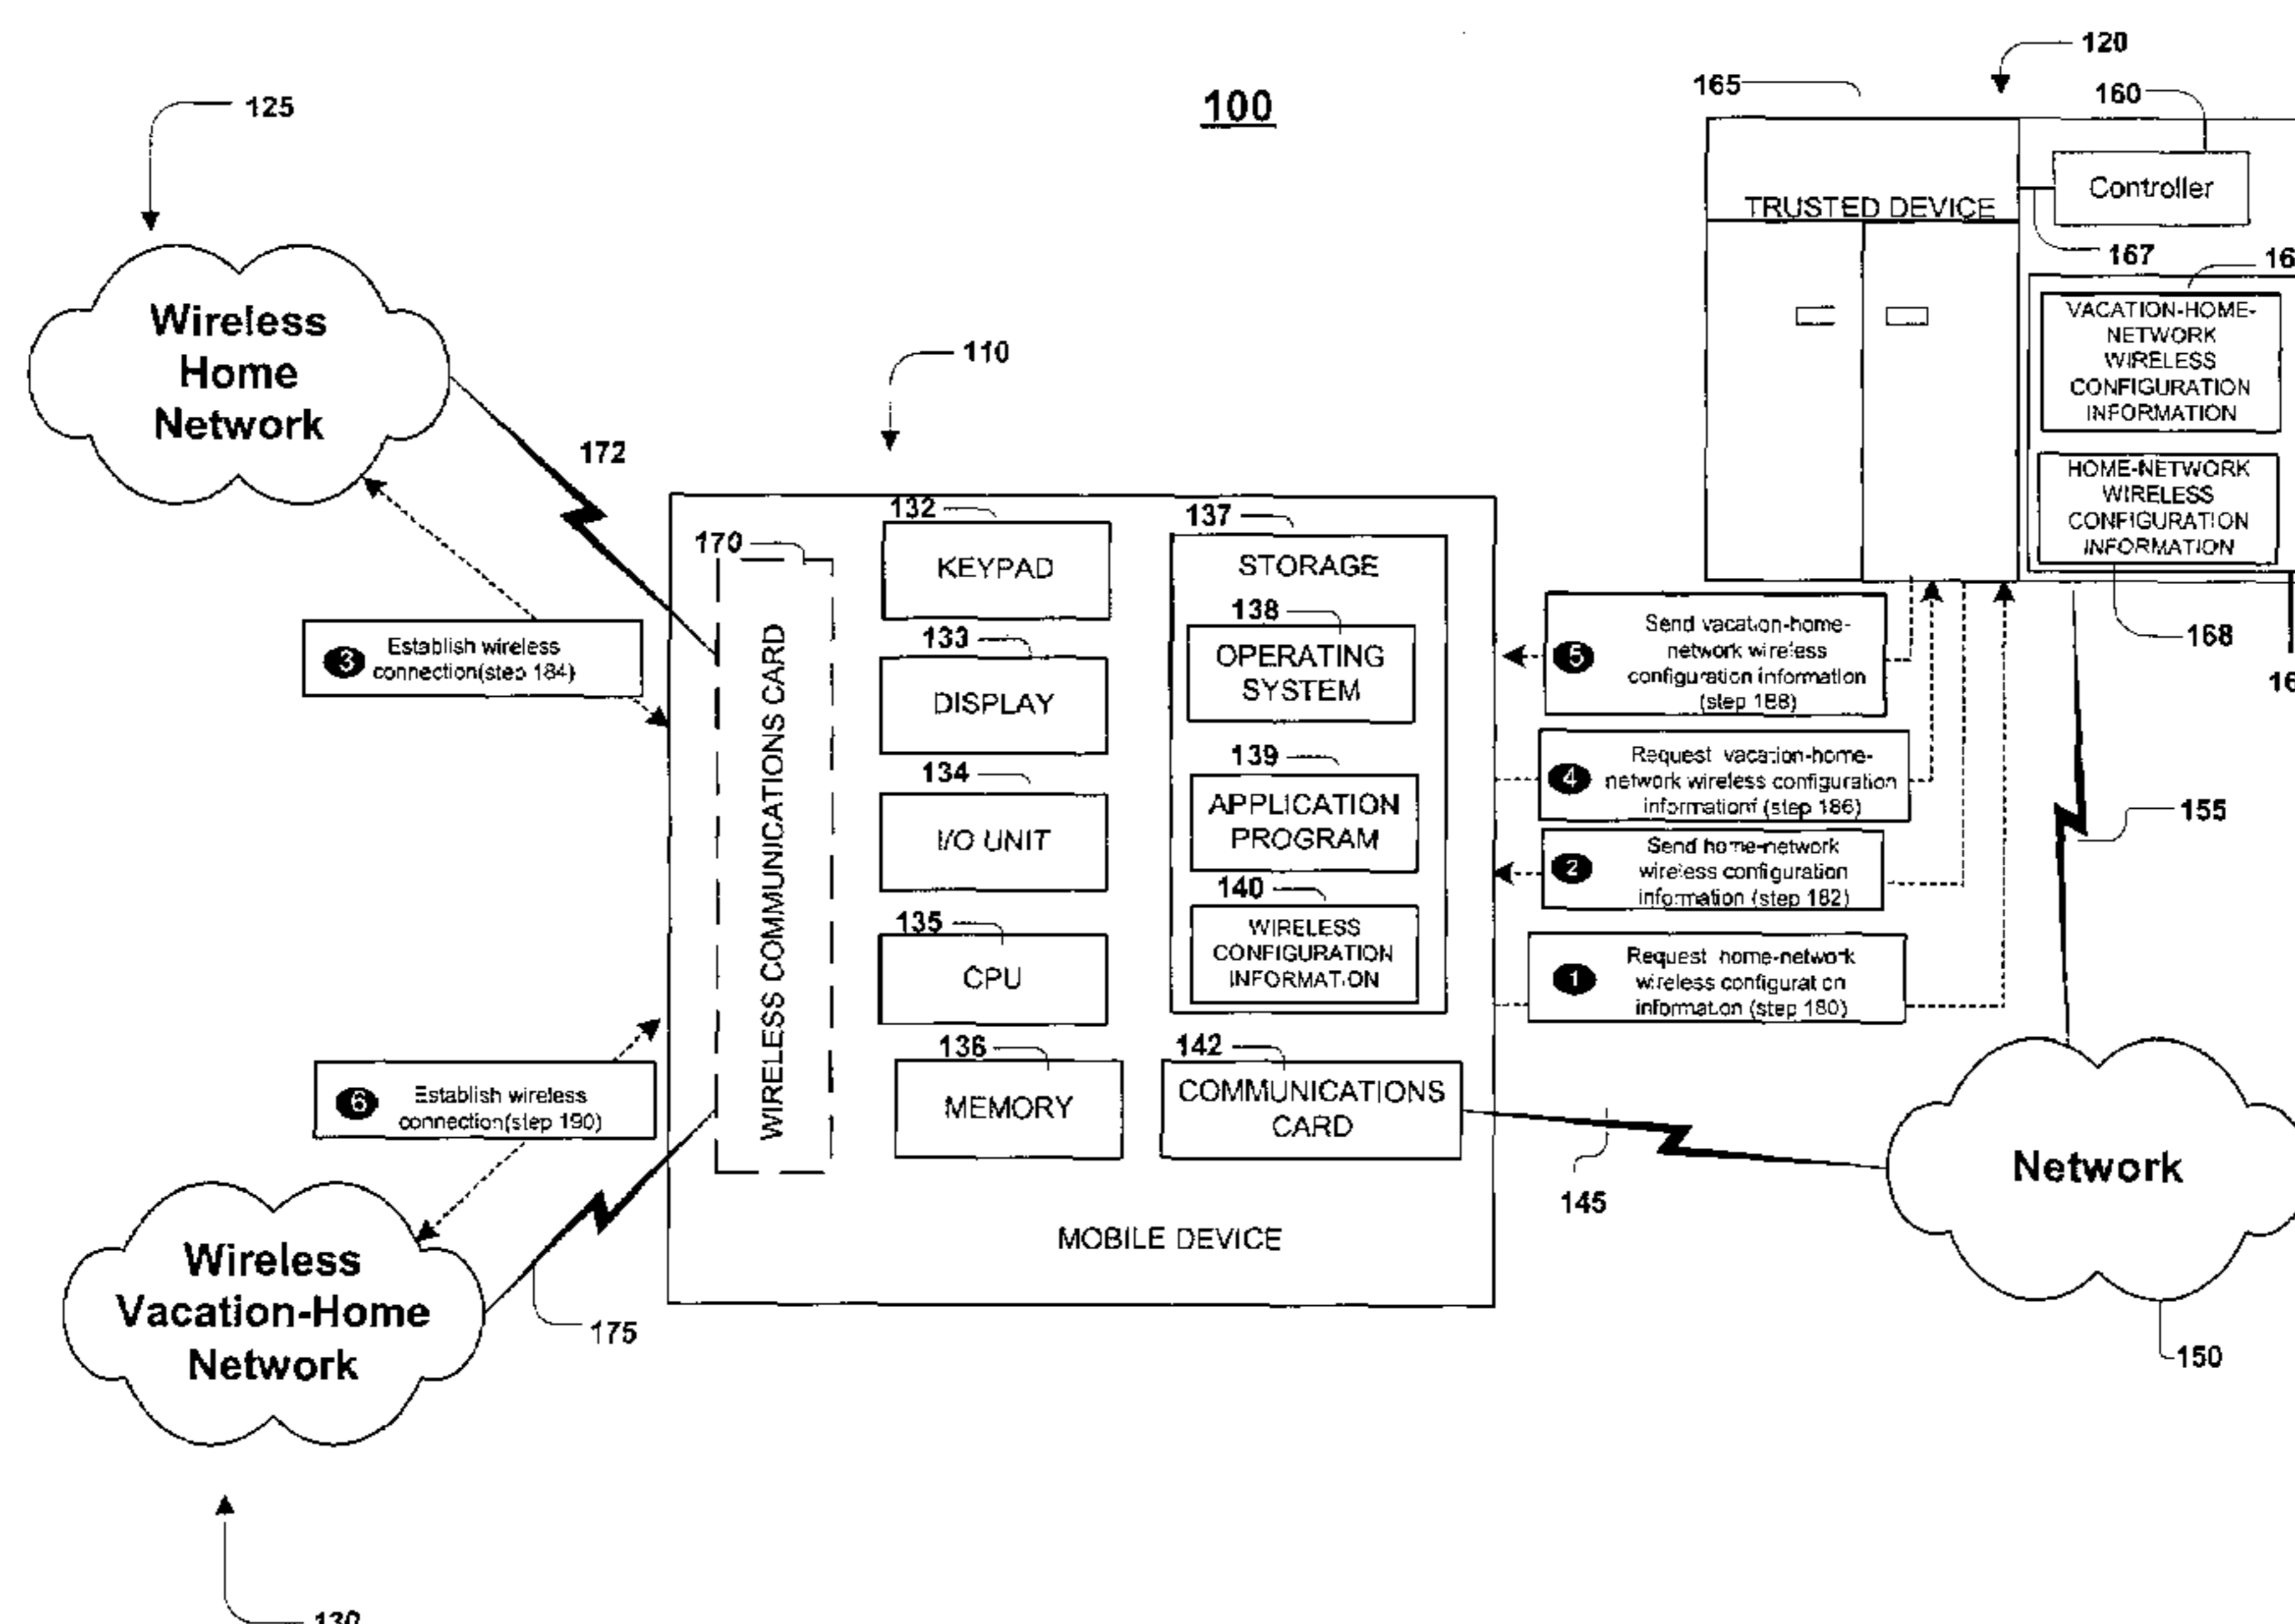 100
125
Wireless
Home
Network
172
3
Establish wireless
connection(step 184)
6
Establish wireless
connection(step 190)
Wireless
Vacation-Home
Network
175
130
110
170
WIRELESS COMMUNICATIONS CARD
132
KEYPAD
133
DISPLAY
134
I/O UNIT
135
CPU
136
MEMORY
137
STORAGE
138
OPERATING
SYSTEM
139
APPLICATION
PROGRAM
140
WIRELESS
CONFIGURATION
INFORMATION
142
COMMUNICATIONS
CARD
MOBILE DEVICE
120
165
160
TRUSTED DEVICE
Controller
167
VACATION-HOME-
NETWORK
WIRELESS
CONFIGURATION
INFORMATION
HOME-NETWORK
WIRELESS
CONFIGURATION
INFORMATION
168
5
Send vacation-home-
network wireless
configuration information
(step 188)
4
Request vacation-home-
network wireless configuration
informationf (step 186)
2
Send home-network
wireless configuration
information (step 182)
1
Request home-network
wireless configuration
information (step 180)
155
145
Network
150